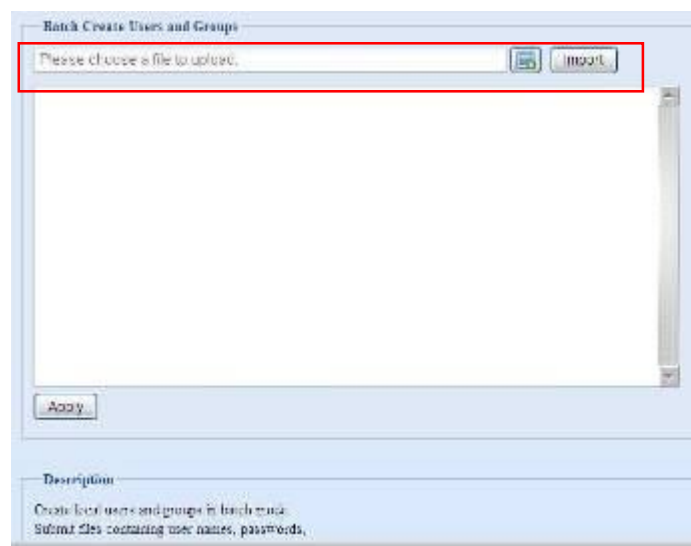 Batch Create Users and Groups
Please choose a file to upload.
Import
Apply
Description
Create local users and groups in batch mode.
Submit files containing user names, passwords,